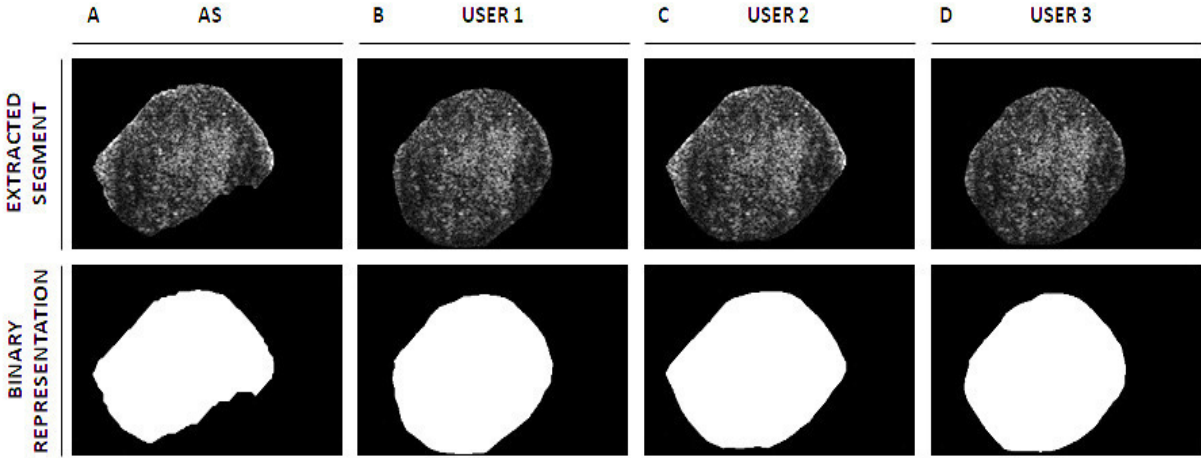 A AS
B USER 1
C USER 2
D USER 3
EXTRACTED
SEGMENT
BINARY
REPRESENTATION